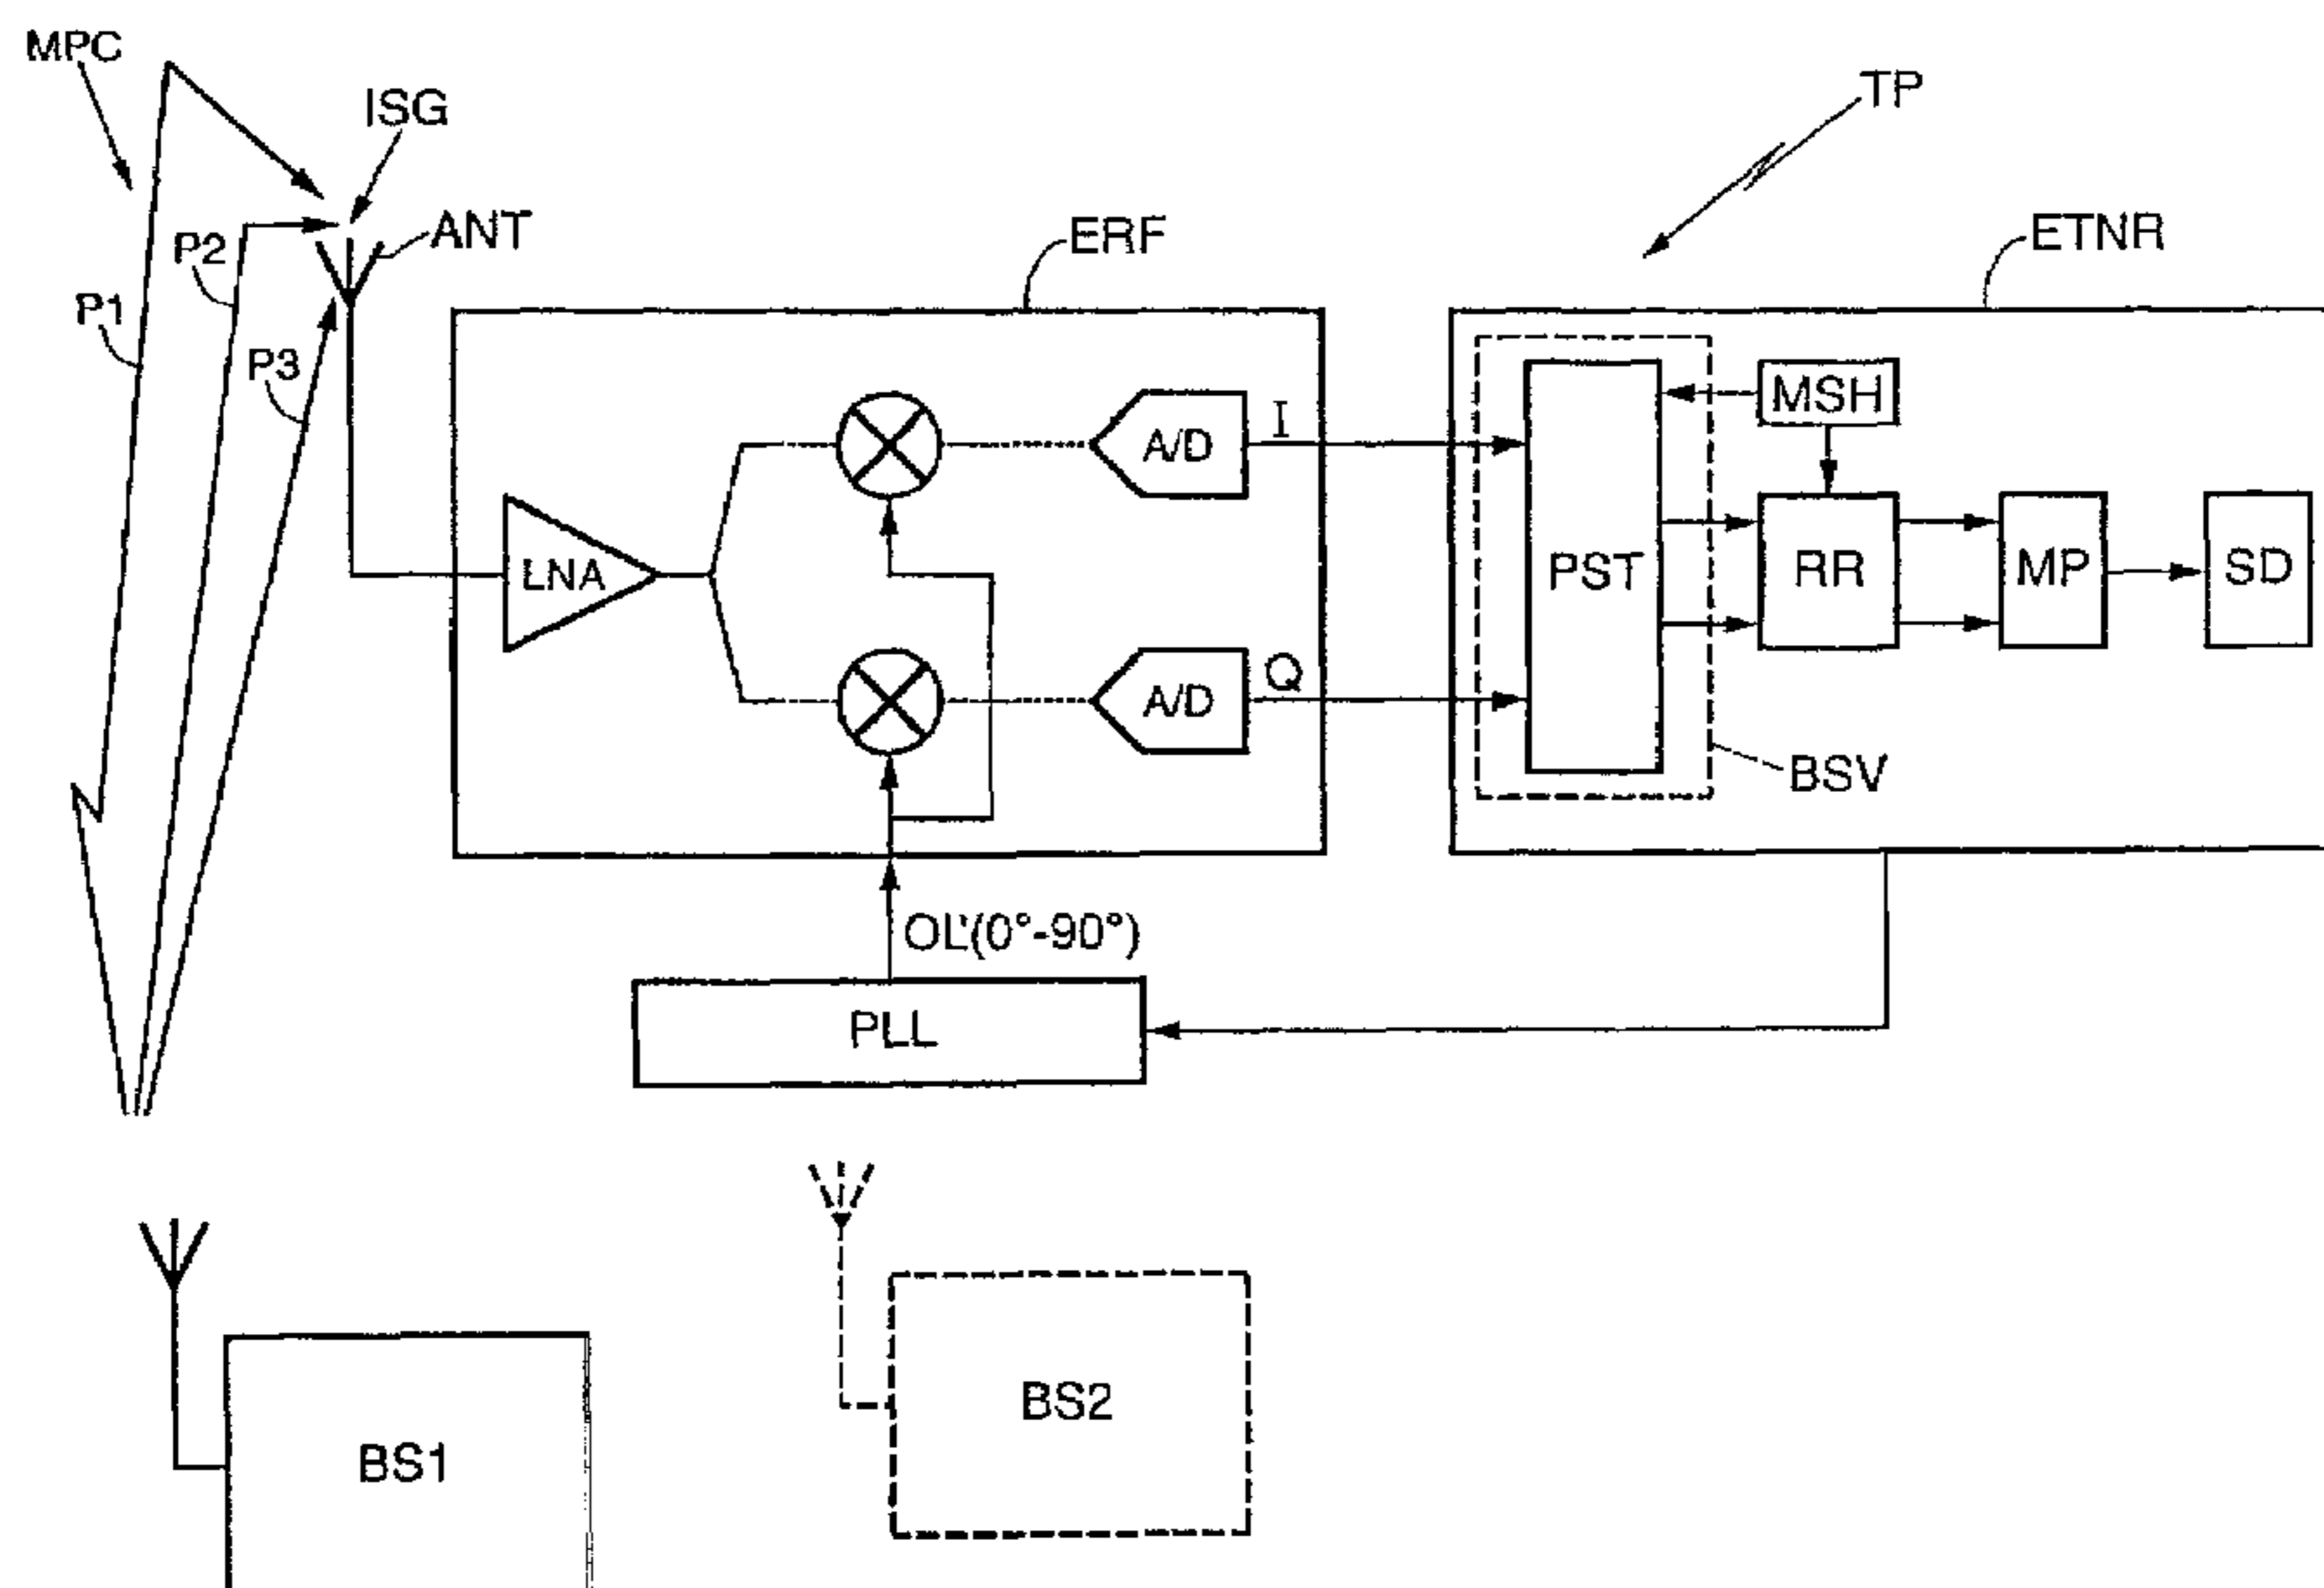 MPC
ISG
TP
ANT
ERF
ETNR
P2
P1
P3
MSH
I
A/D
LNA
PST
RR
MP
SD
Q
A/D
BSV
OL'(0°-90°)
PLL
BS2
BS1